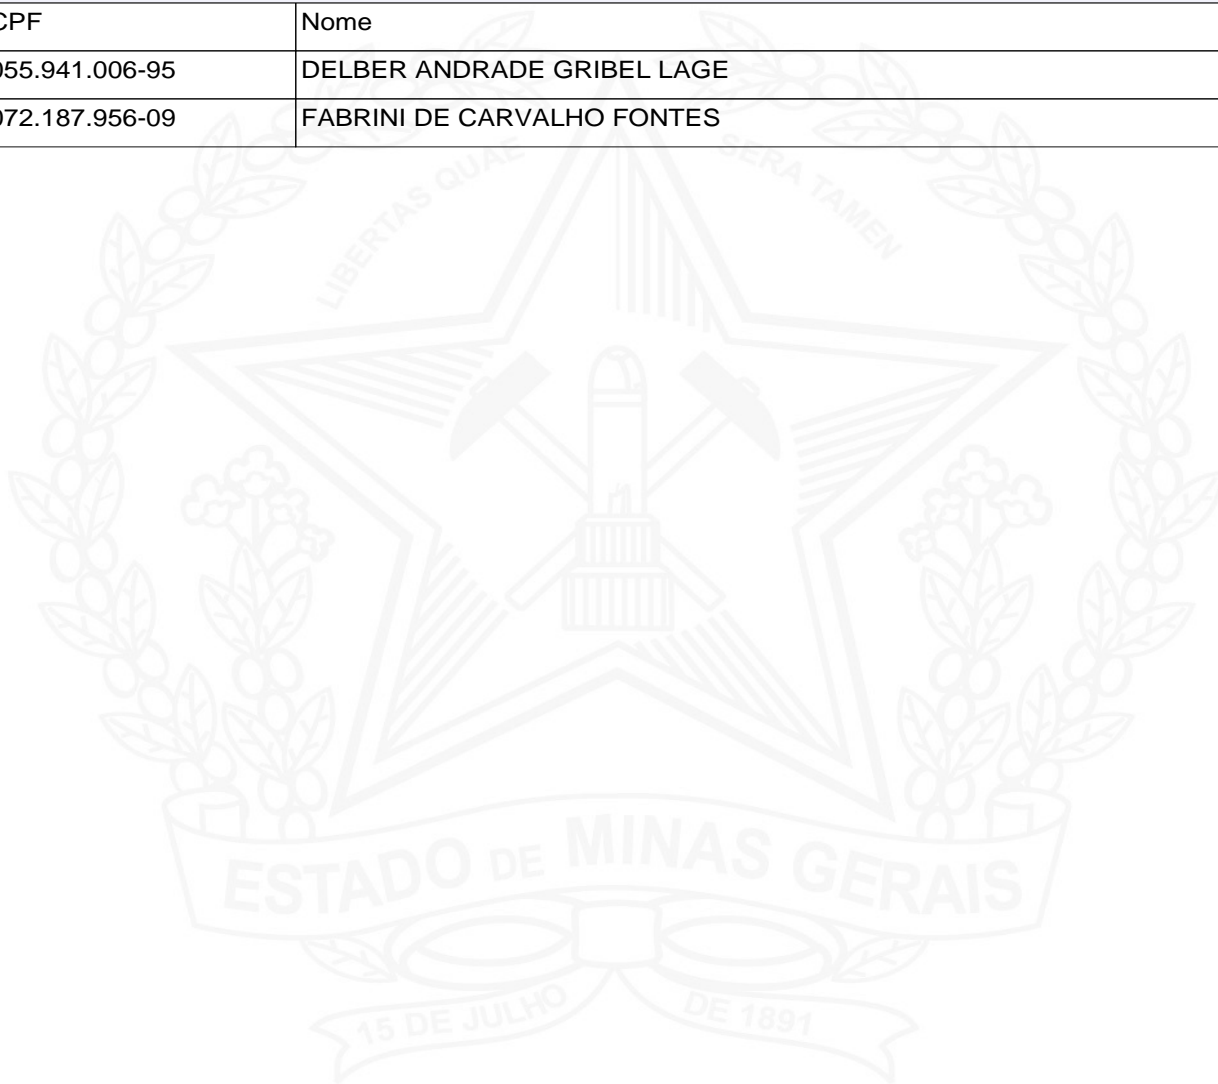 CPF Nome
055.941.006-95 DELBER ANDRADE GRIBEL LAGE
072.187.956-09 FABRINI DE CARVALHO FONTES
LIBERTAS QUAE SERA TAMEN
ESTADO DE MINAS GERAIS
15 DE JULHO DE 1891